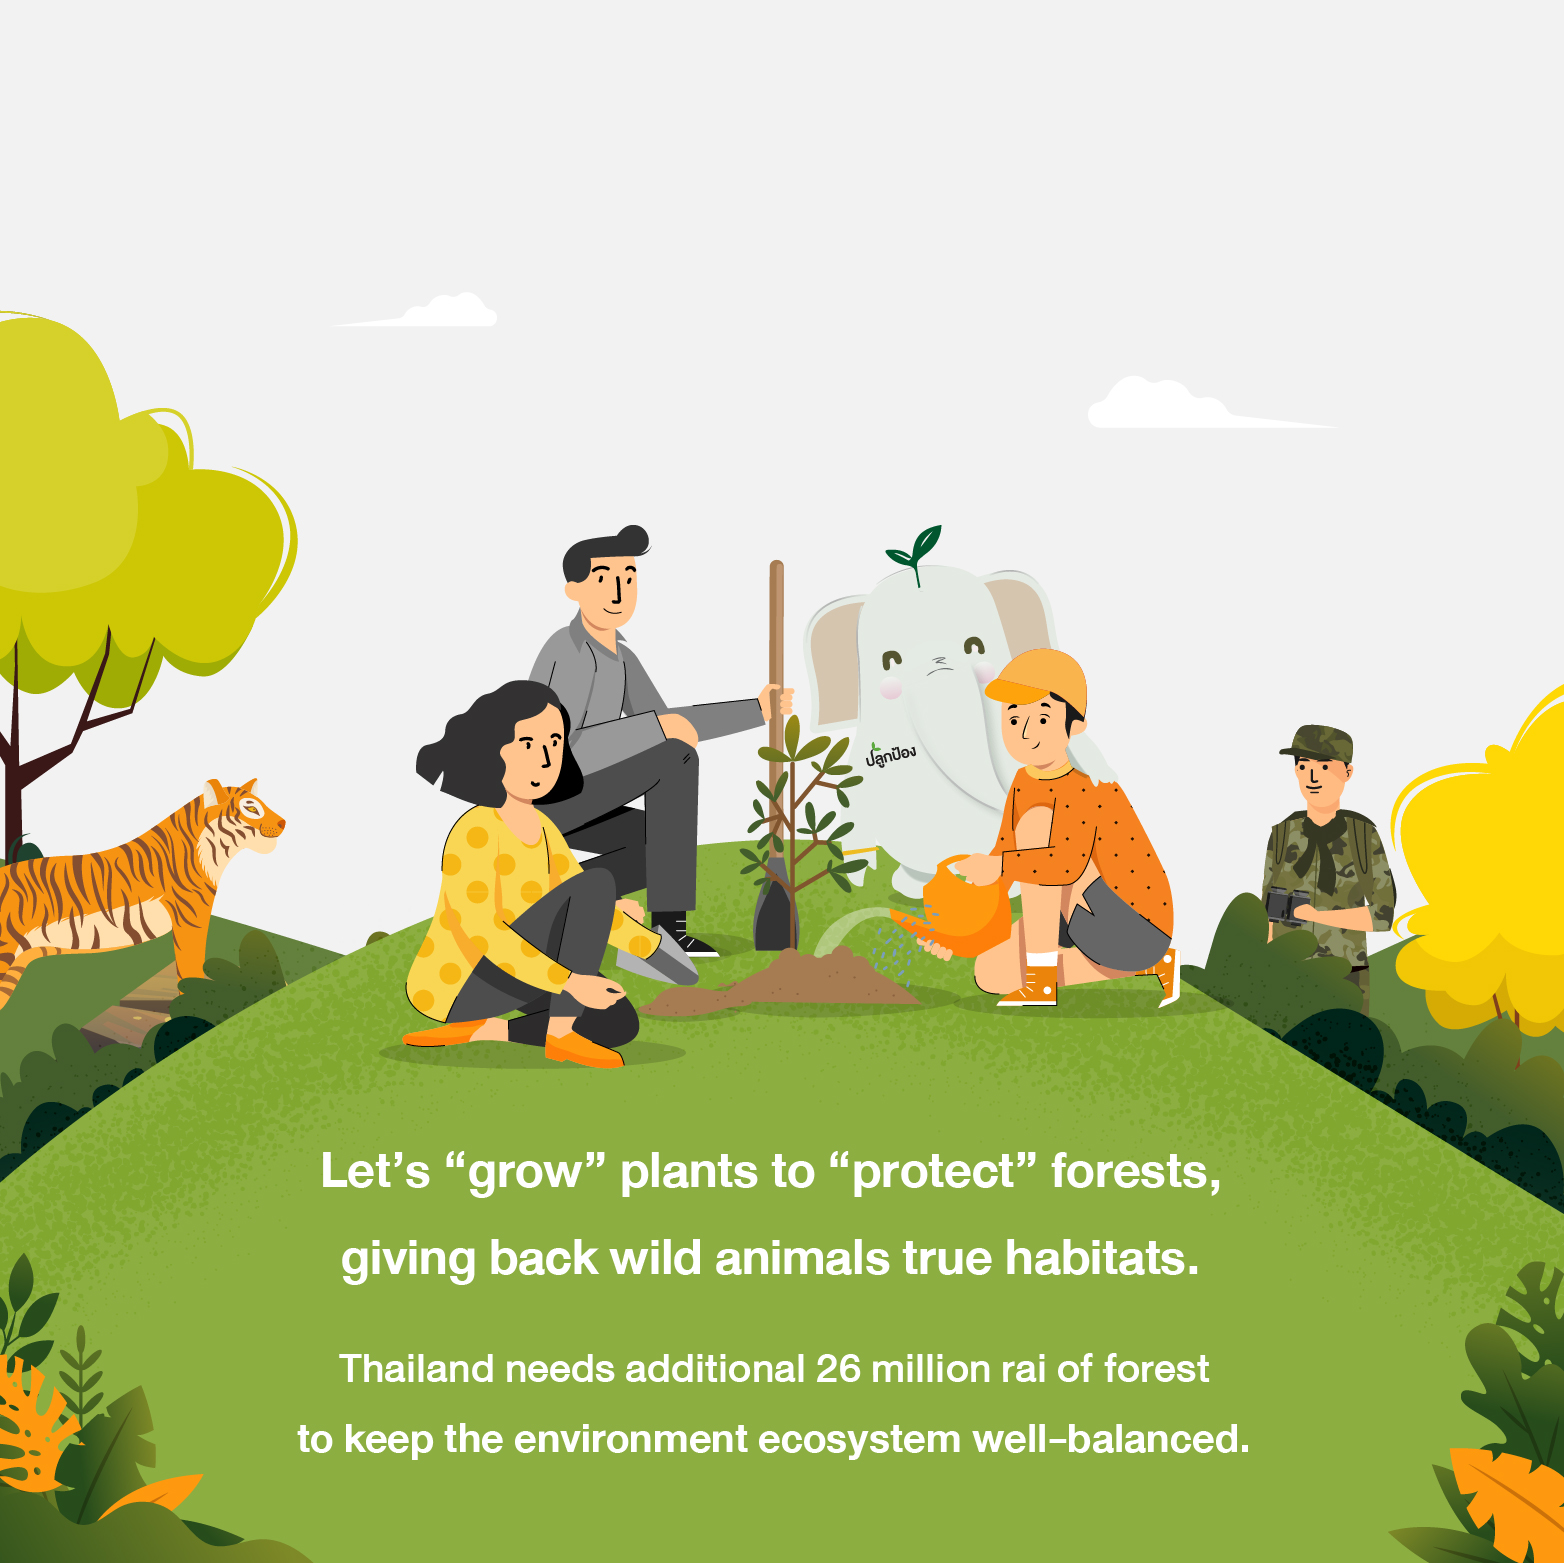 ปลูกป้อง
Let's “grow” plants to “protect” forests,
giving back wild animals true habitats.
Thailand needs additional 26 million rai of forest
to keep the environment ecosystem well-balanced.